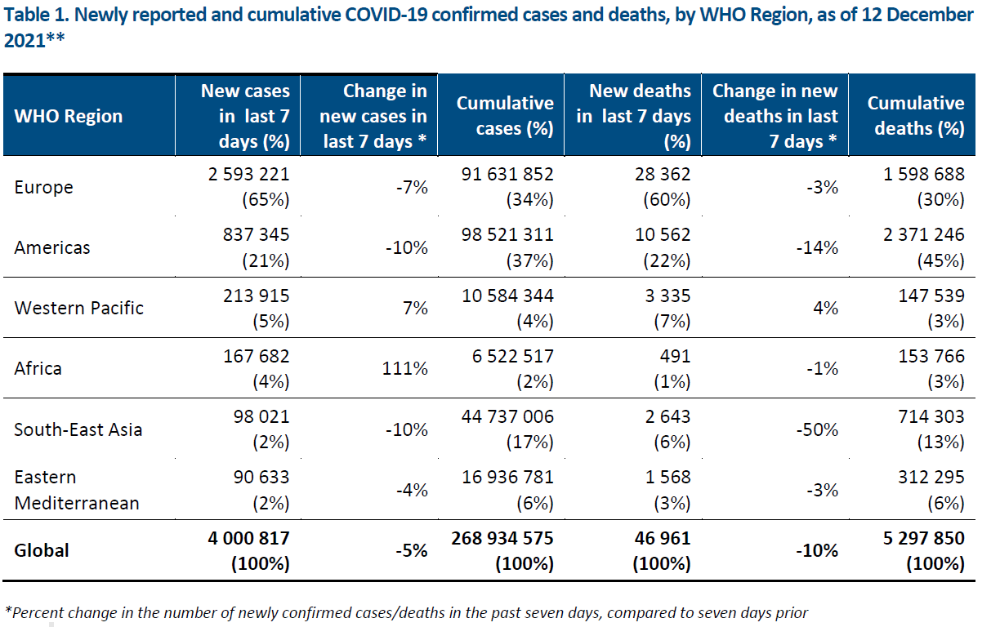 Table 1. Newly reported and cumulative COVID-19 confirmed cases and deaths, by WHO Region, as of 12 December
2021**
WHO Region
New cases
in last 7
days (%)
Change in
new cases in
last 7 days *
Cumulative
cases (%)
New deaths
in last 7 days
(%)
Change in new
deaths in last
7 days *
Cumulative
deaths (%)
Europe
2 593 221
(65%)
-7%
91 631 852
(34%)
28 362
(60%)
-3%
1 598 688
(30%)
Americas
837 345
(21%)
-10%
98 521 311
(37%)
10 562
(22%)
-14%
2 371 246
(45%)
Western Pacific
213 915
(5%)
7%
10 584 344
(4%)
3 335
(7%)
4%
147 539
(3%)
Africa
167 682
(4%)
111%
6 522 517
(2%)
491
(1%)
-1%
153 766
(3%)
South-East Asia
98 021
(2%)
-10%
44 737 006
(17%)
2 643
(6%)
-50%
714 303
(13%)
Eastern
Mediterranean
90 633
(2%)
-4%
16 936 781
(6%)
1 568
(3%)
-3%
312 295
(6%)
Global
4 000 817
(100%)
-5%
268 934 575
(100%)
46 961
(100%)
-10%
5 297 850
(100%)
*Percent change in the number of newly confirmed cases/deaths in the past seven days, compared to seven days prior